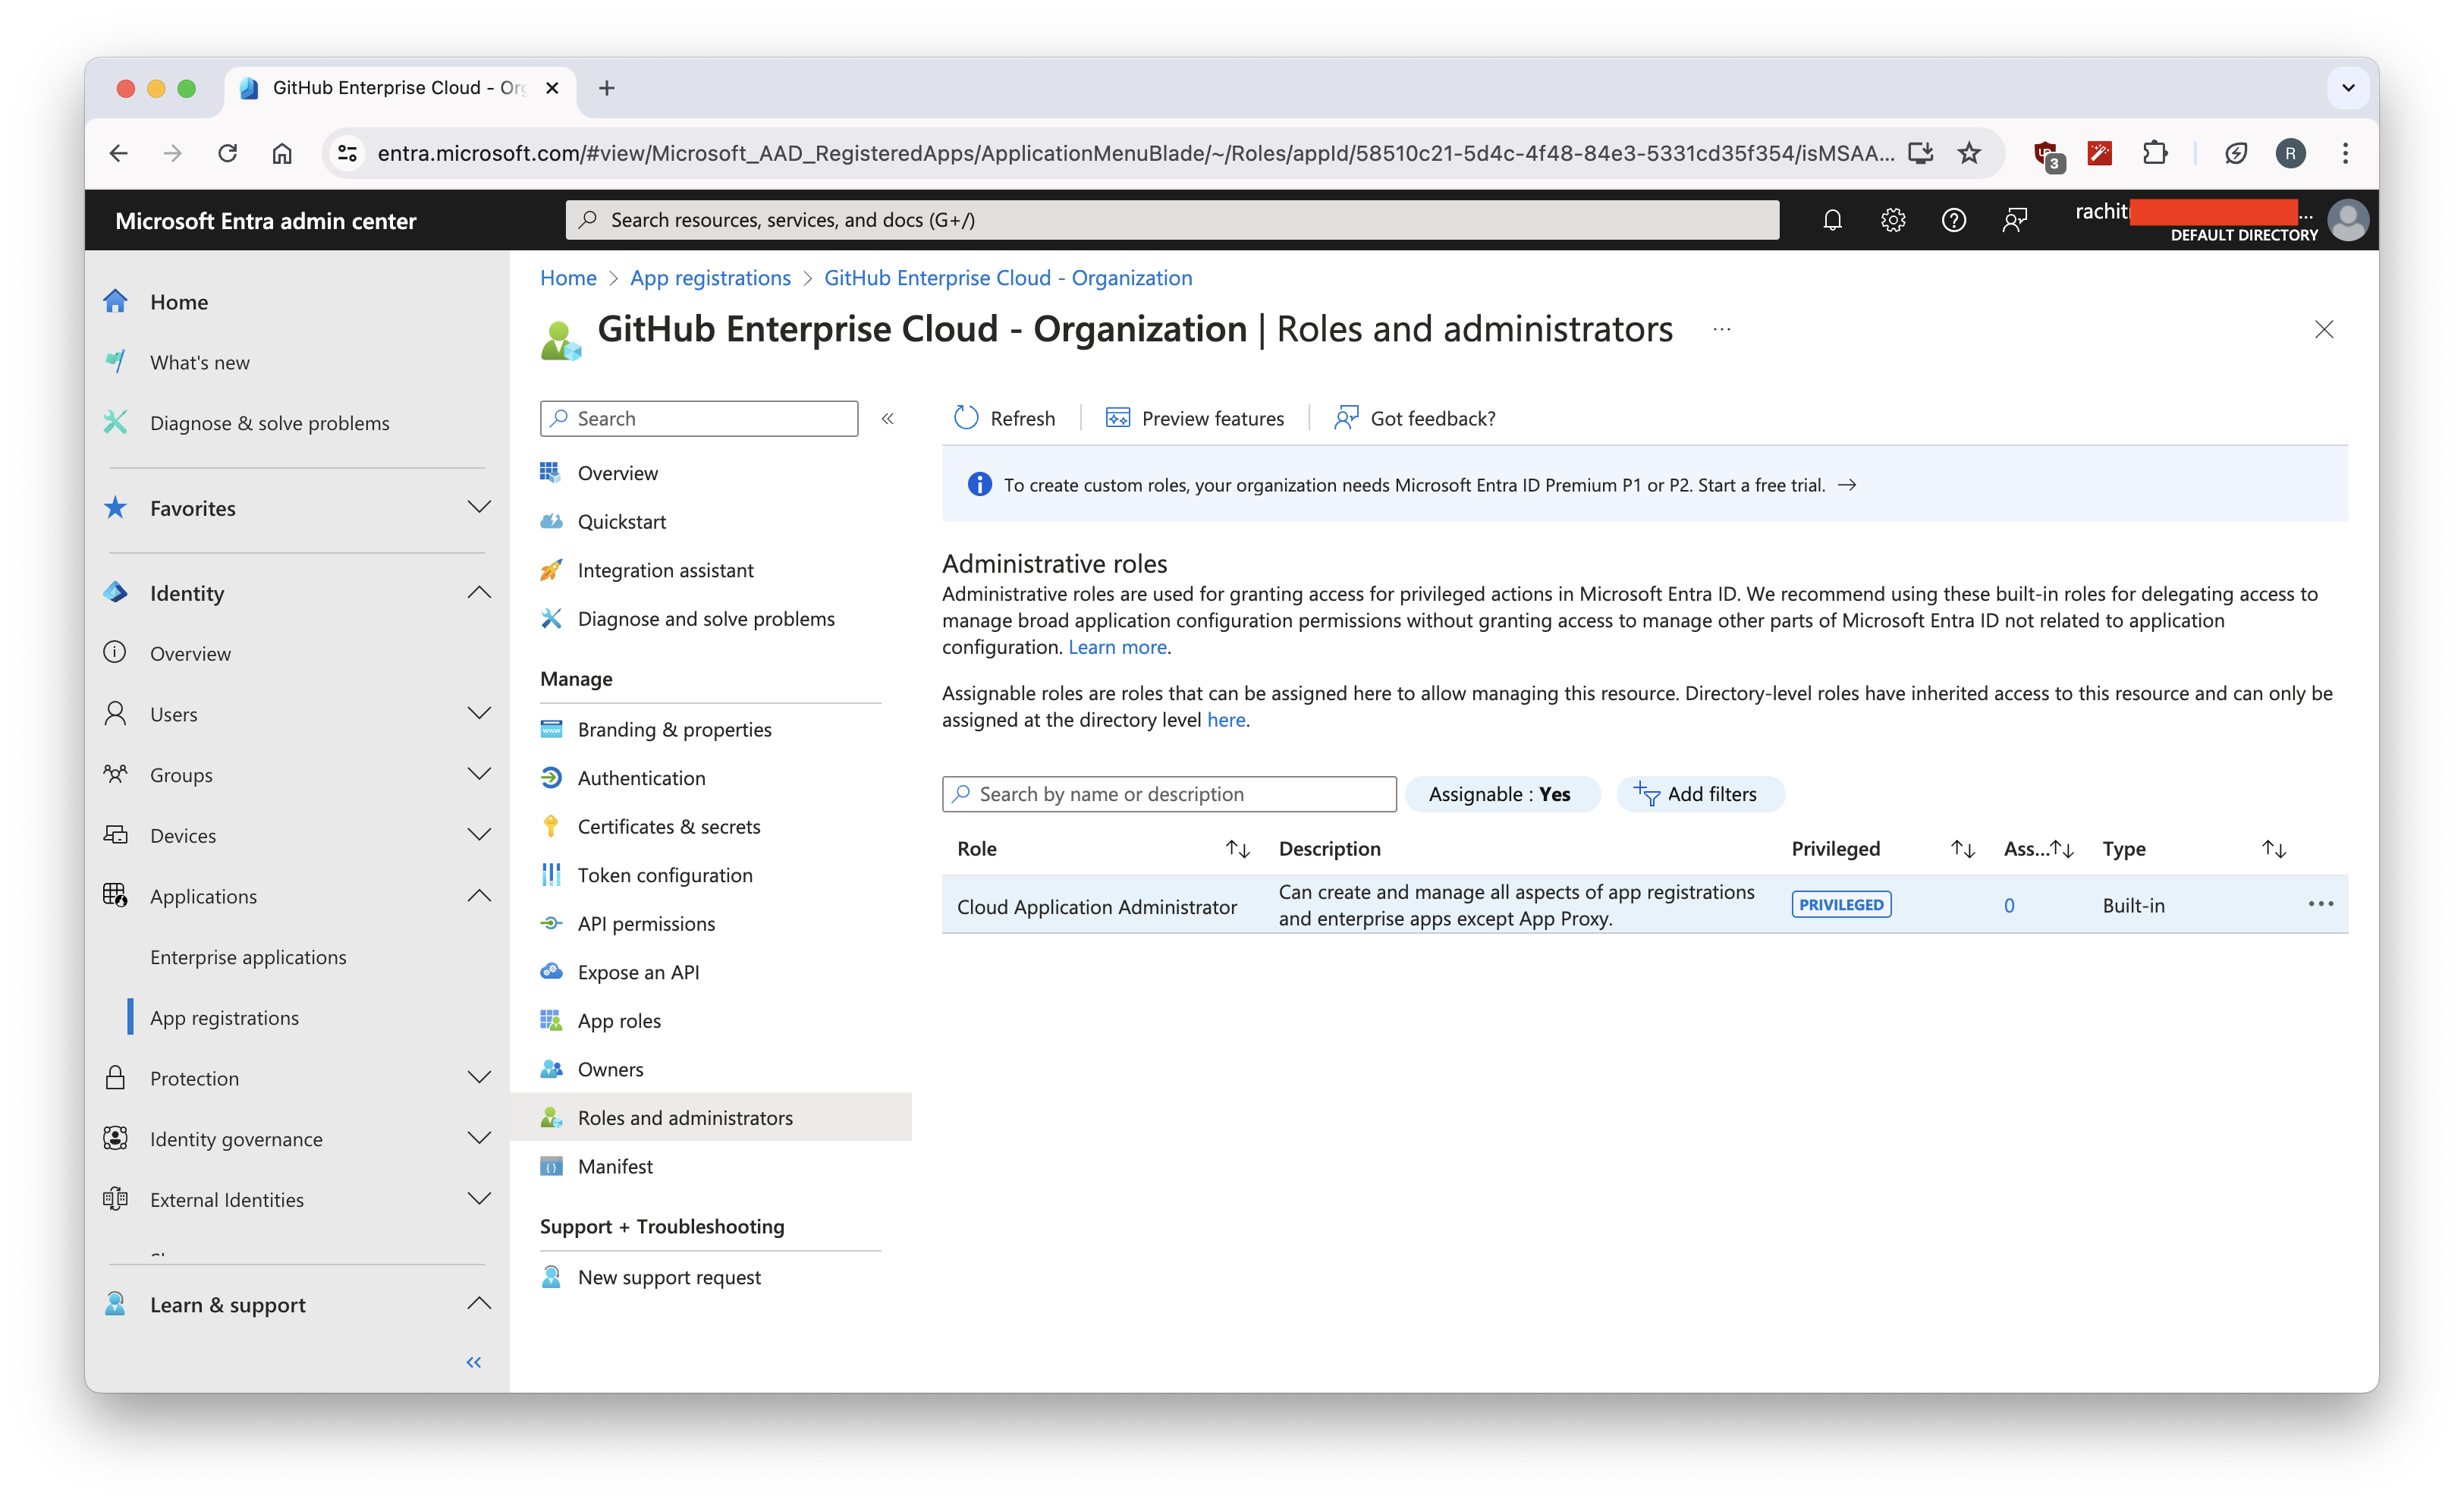 GitHub Enterprise Cloud - Org
entra.microsoft.com/#view/Microsoft_AAD_RegisteredApps/ApplicationMenuBlade/~/Roles/appId/58510c21-5d4c-4f48-84e3-5331cd35f354/isMSAA...
3
R
Microsoft Entra admin center
Search resources, services, and docs (G+/)
rachit
...
DEFAULT DIRECTORY
Home
What's new
Diagnose & solve problems
Favorites
Identity
Overview
Users
Groups
Devices
Applications
Enterprise applications
App registrations
Protection
Identity governance
External Identities
Learn & support
Home > App registrations > GitHub Enterprise Cloud - Organization
GitHub Enterprise Cloud - Organization | Roles and administrators ...
Search
Overview
Quickstart
Integration assistant
Diagnose and solve problems
Manage
Branding & properties
Authentication
Certificates & secrets
Token configuration
API permissions
Expose an API
App roles
Owners
Roles and administrators
Manifest
Support + Troubleshooting
New support request
Refresh
Preview features
Got feedback?
To create custom roles, your organization needs Microsoft Entra ID Premium P1 or P2. Start a free trial. →
Administrative roles
Administrative roles are used for granting access for privileged actions in Microsoft Entra ID. We recommend using these built-in roles for delegating access to
manage broad application configuration permissions without granting access to manage other parts of Microsoft Entra ID not related to application
configuration. Learn more.
Assignable roles are roles that can be assigned here to allow managing this resource. Directory-level roles have inherited access to this resource and can only be
assigned at the directory level here.
Search by name or description
Assignable : Yes
Add filters
Role
Description
Privileged
Ass...
Type
Cloud Application Administrator
Can create and manage all aspects of app registrations
and enterprise apps except App Proxy.
PRIVILEGED
0
Built-in